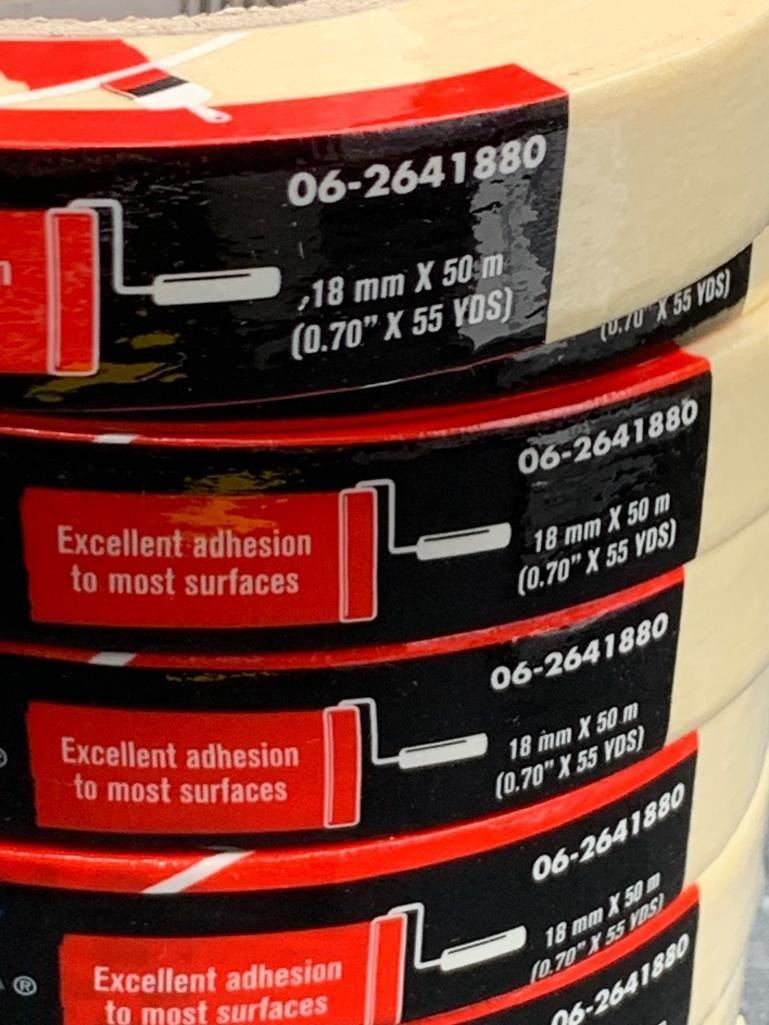 06-2641880
18 mm X 50 m
(0.70” X 55 YDS)
(0.70” X 55 YDS)
06-2641880
Excellent adhesion
to most surfaces
18 mm X 50 m
(0.70” X 55 YDS)
06-2641880
Excellent adhesion
to most surfaces
18 mm X 50 m
(0.70” X 55 YDS)
06-2641880
Excellent adhesion
to most surfaces
18 mm X 50 m
(0.70” X 55 YDS)
®
06-2641880